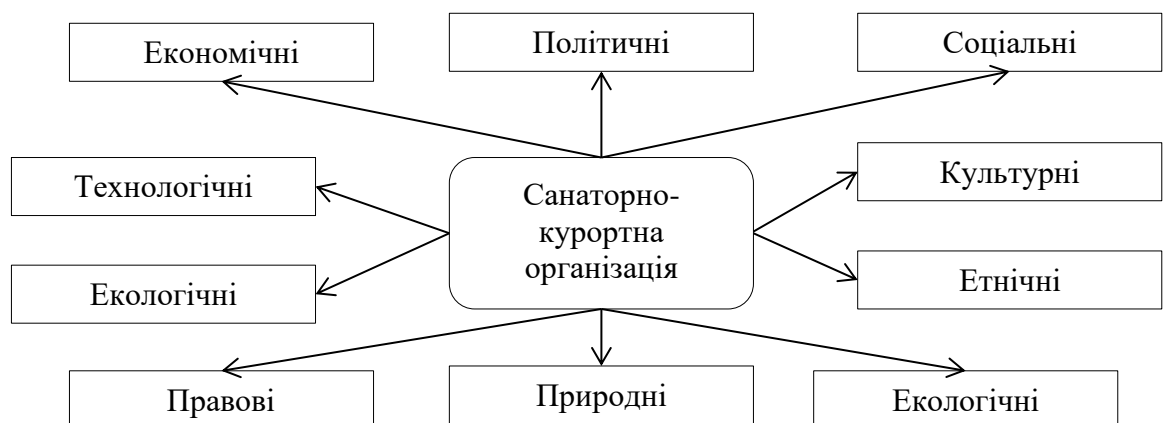 Економічні
Політичні
Соціальні
Технологічні
Санаторно-
курортна
організація
Культурні
Екологічні
Етнічні
Правові
Природні
Екологічні